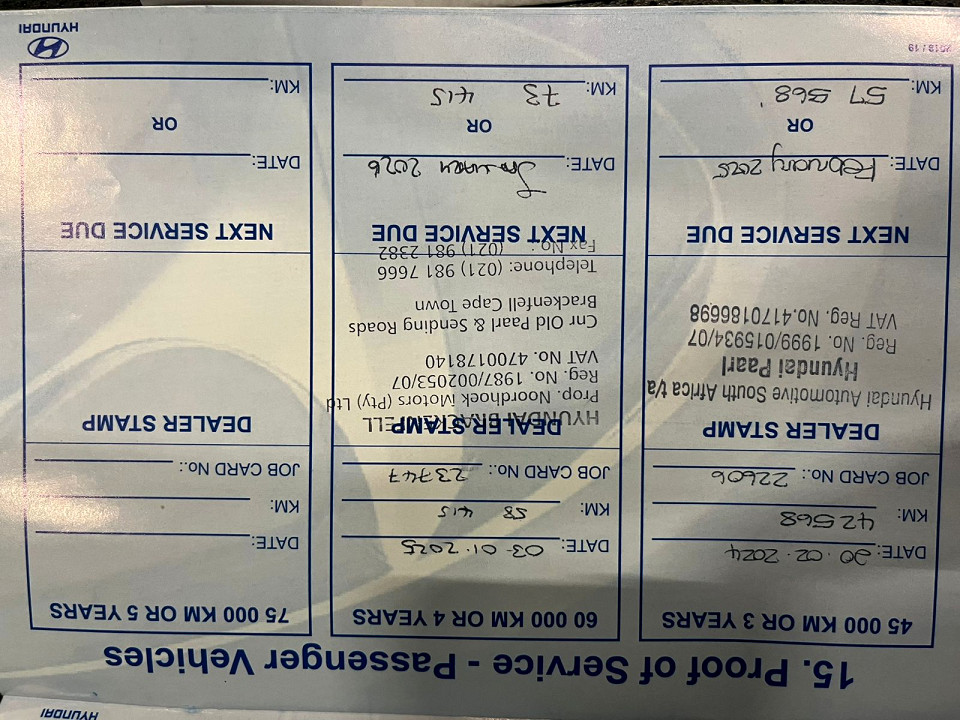 HYUNDAI
15. Proof of Service - Passenger Vehicles
45 000 KM OR 3 YEARS
DATE: 20.02.2024
KM: 42568
JOB CARD No.: 22606
DEALER STAMP
Hyundai Automotive South Africa t/a
Hyundai Paarl
Reg. No. 1999/015934/07
VAT Reg. No.4170186698
NEXT SERVICE DUE
DATE: February 2025
OR
KM: 57 568
2018 / 19
60 000 KM OR 4 YEARS
DATE: 03.01.2025
KM: 58 415
JOB CARD No.: 23747
DEALER STAMP
HYUNDAI BRACKENFELL
Prop. Noordhoek Motors (Pty) Ltd
Reg. No. 1987/002053/07
VAT No. 4700178140
Cnr Old Paarl & Sending Roads
Brackenfell Cape Town
Telephone: (021) 981 7666
Fax No.: (021) 981 2382
NEXT SERVICE DUE
DATE: January 2026
OR
KM: 73 415
75 000 KM OR 5 YEARS
DATE:
KM:
JOB CARD No.:
DEALER STAMP
NEXT SERVICE DUE
DATE:
OR
KM:
HYUNDAI